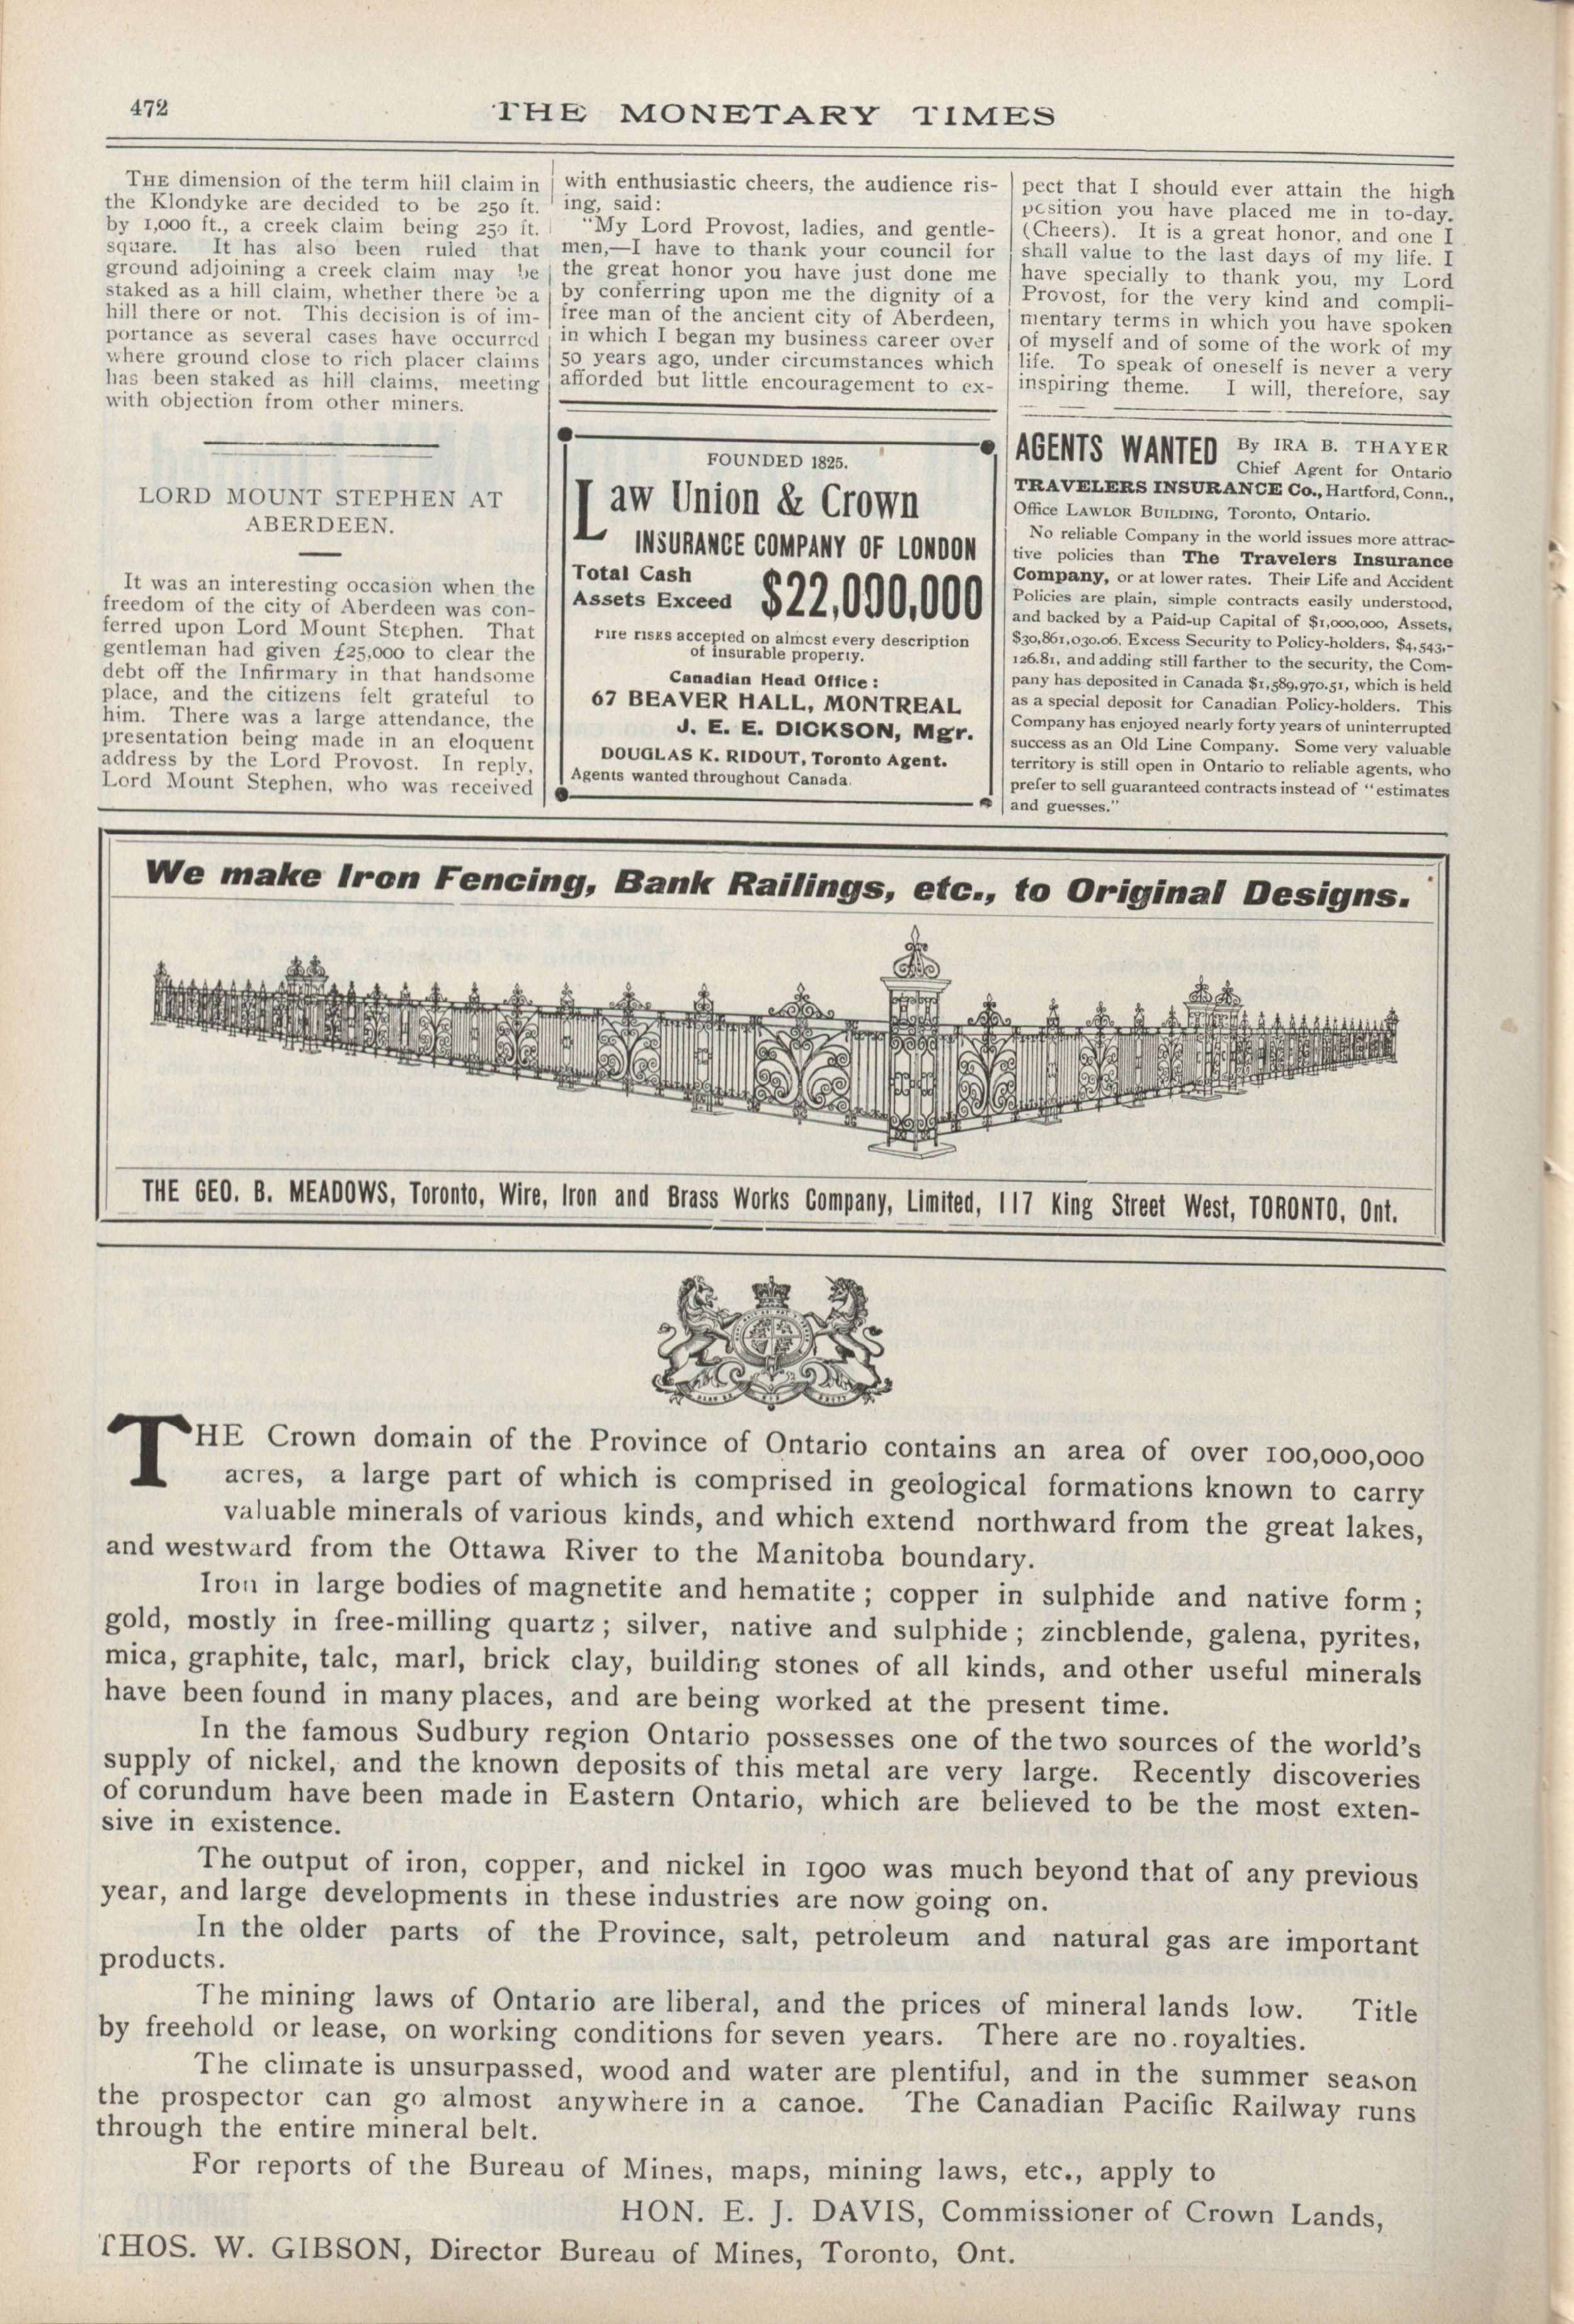 472
THE MONETARY TIMES
THE dimension of the term hill claim in
the Klondyke are decided to be 250 ft.
by 1,000 ft., a creek claim being 250 ft.
square. It has also been ruled that
ground adjoining a creek claim may be
staked as a hill claim, whether there be a
hill there or not. This decision is of im-
portance as several cases have occurred
where ground close to rich placer claims
has been staked as hill claims, meeting
with objection from other miners.
LORD MOUNT STEPHEN AT
ABERDEEN.
It was an interesting occasion when the
freedom of the city of Aberdeen was con-
ferred upon Lord Mount Stephen. That
gentleman had given £25,000 to clear the
debt off the Infirmary in that handsome
place, and the citizens felt grateful to
him. There was a large attendance, the
presentation being made in an eloquent
address by the Lord Provost. In reply,
Lord Mount Stephen, who was received
with enthusiastic cheers, the audience ris-
ing, said:
"My Lord Provost, ladies, and gentle-
men,—I have to thank your council for
the great honor you have just done me
by conferring upon me the dignity of a
free man of the ancient city of Aberdeen,
in which I began my business career over
50 years ago, under circumstances which
afforded but little encouragement to ex-
pect that I should ever attain the high
position you have placed me in to-day.
(Cheers). It is a great honor, and one I
shall value to the last days of my life. I
have specially to thank you, my Lord
Provost, for the very kind and compli-
mentary terms in which you have spoken
of myself and of some of the work of my
life. To speak of oneself is never a very
inspiring theme. I will, therefore, say
FOUNDED 1825.
Law Union & Crown
INSURANCE COMPANY OF LONDON
Total Cash
Assets Exceed $22,000,000
Fire risks accepted on almost every description
of insurable property.
Canadian Head Office:
67 BEAVER HALL, MONTREAL
J. E. E. DICKSON, Mgr.
DOUGLAS K. RIDOUT, Toronto Agent.
Agents wanted throughout Canada.
AGENTS WANTED By IRA B. THAYER
Chief Agent for Ontario
TRAVELERS INSURANCE Co., Hartford, Conn.,
Office LAWLOR BUILDING, Toronto, Ontario.
No reliable Company in the world issues more attrac-
tive policies than The Travelers Insurance
Company, or at lower rates. Their Life and Accident
Policies are plain, simple contracts easily understood,
and backed by a Paid-up Capital of $1,000,000, Assets,
$30,861,030.06. Excess Security to Policy-holders, $4,543,-
126.81, and adding still farther to the security, the Com-
pany has deposited in Canada $1,589,970.51, which is held
as a special deposit for Canadian Policy-holders. This
Company has enjoyed nearly forty years of uninterrupted
success as an Old Line Company. Some very valuable
territory is still open in Ontario to reliable agents, who
prefer to sell guaranteed contracts instead of "estimates
and guesses."
We make Iron Fencing, Bank Railings, etc., to Original Designs.
THE GEO. B. MEADOWS, Toronto, Wire, Iron and Brass Works Company, Limited, 117 King Street West, TORONTO, Ont.
THE Crown domain of the Province of Ontario contains an area of over 100,000,000
acres, a large part of which is comprised in geological formations known to carry
valuable minerals of various kinds, and which extend northward from the great lakes,
and westward from the Ottawa River to the Manitoba boundary.
Iron in large bodies of magnetite and hematite; copper in sulphide and native form;
gold, mostly in free-milling quartz; silver, native and sulphide; zincblende, galena, pyrites,
mica, graphite, talc, marl, brick clay, building stones of all kinds, and other useful minerals
have been found in many places, and are being worked at the present time.
In the famous Sudbury region Ontario possesses one of the two sources of the world's
supply of nickel, and the known deposits of this metal are very large. Recently discoveries
of corundum have been made in Eastern Ontario, which are believed to be the most exten-
sive in existence.
The output of iron, copper, and nickel in 1900 was much beyond that of any previous
year, and large developments in these industries are now going on.
In the older parts of the Province, salt, petroleum and natural gas are important
products.
The mining laws of Ontario are liberal, and the prices of mineral lands low. Title
by freehold or lease, on working conditions for seven years. There are no royalties.
The climate is unsurpassed, wood and water are plentiful, and in the summer season
the prospector can go almost anywhere in a canoe. The Canadian Pacific Railway runs
through the entire mineral belt.
For reports of the Bureau of Mines, maps, mining laws, etc., apply to
HON. E. J. DAVIS, Commissioner of Crown Lands,
THOS. W. GIBSON, Director Bureau of Mines, Toronto, Ont.